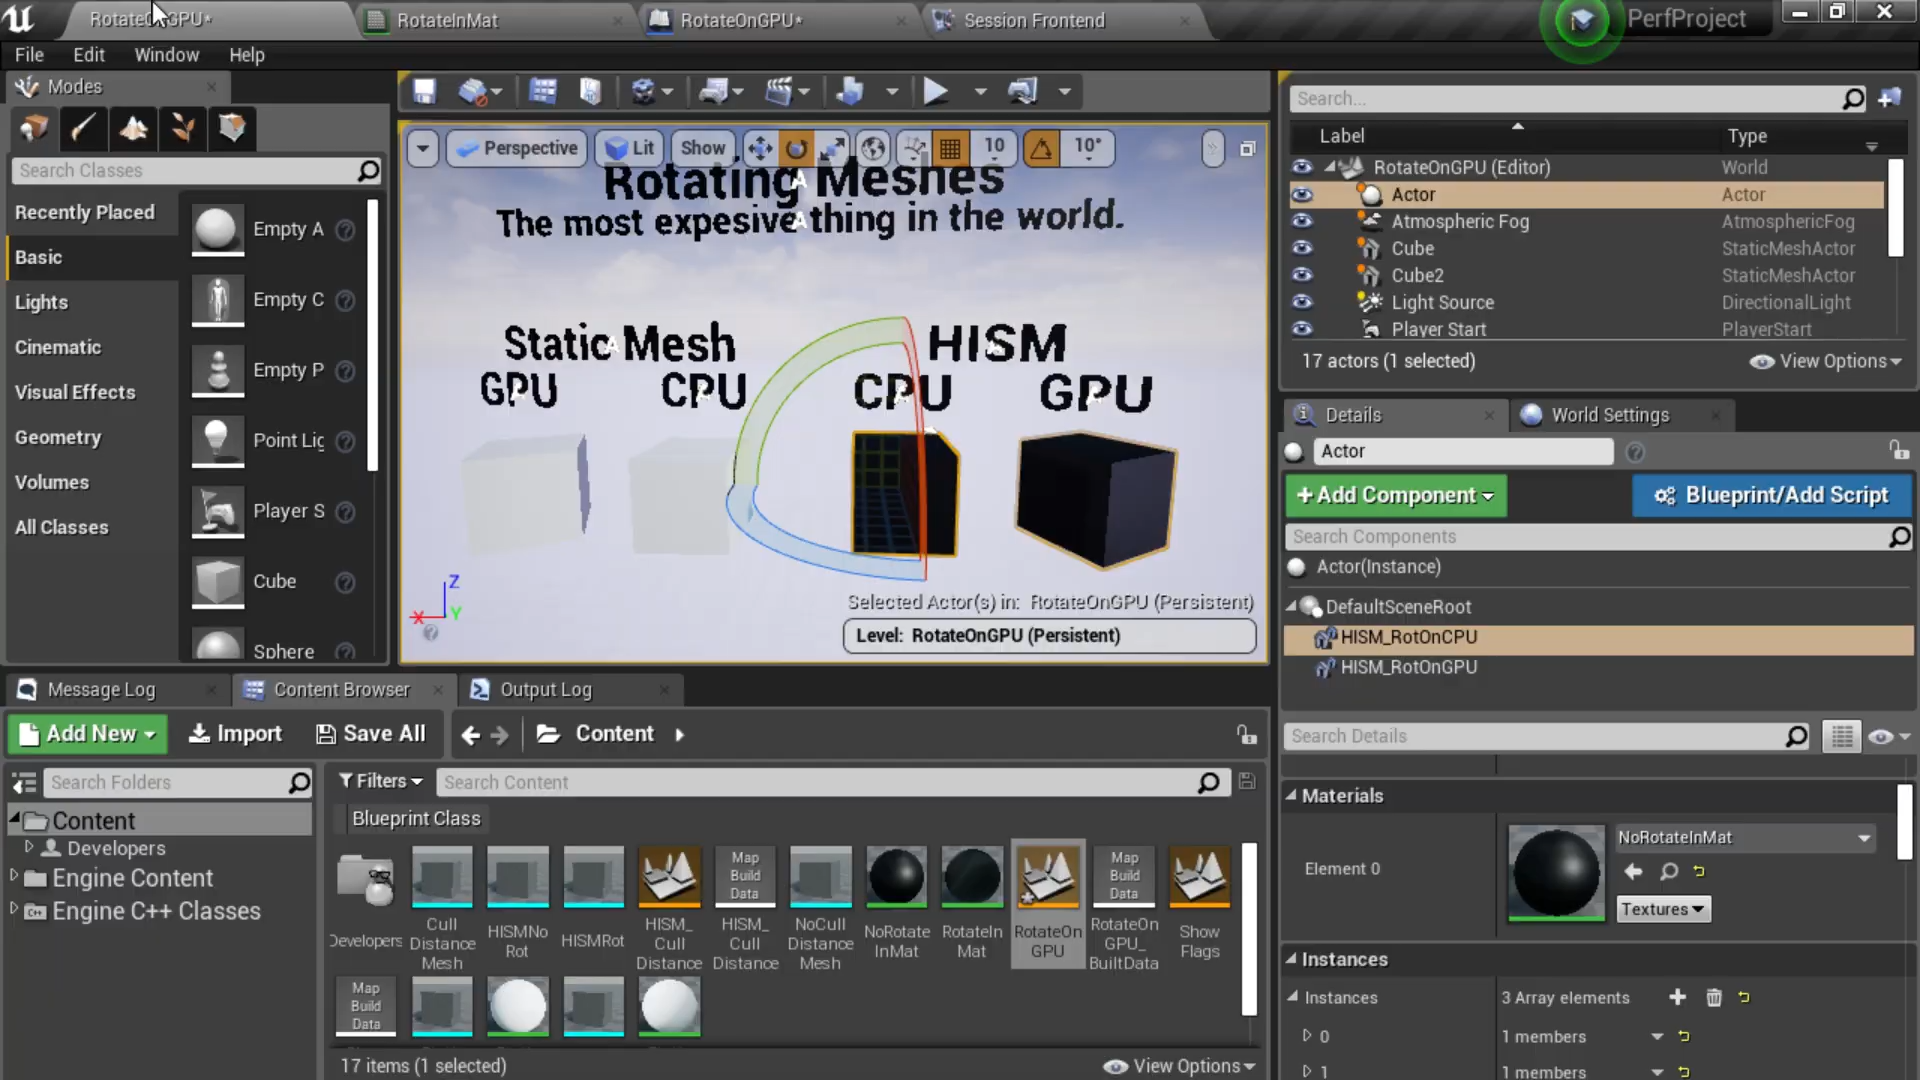 RotateOnGPU*
RotateInMat
RotateOnGPU*
Session Frontend
PerfProject
File
Edit
Window
Help
Modes
Search Classes
Recently Placed
Basic
Lights
Cinematic
Visual Effects
Geometry
Volumes
All Classes
Empty A
Empty C
Empty P
Point Lig
Player S
Cube
Sphere
Perspective
Lit
Show
10
10°
Rotating Meshes
The most expesive thing in the world.
Static Mesh
HISM
GPU
CPU
CPU
GPU
Z
X
Y
Selected Actor(s) in: RotateOnGPU (Persistent)
Level: RotateOnGPU (Persistent)
Search...
Label
Type
RotateOnGPU (Editor)
World
Actor
Actor
Atmospheric Fog
AtmosphericFog
Cube
StaticMeshActor
Cube2
StaticMeshActor
Light Source
DirectionalLight
Player Start
PlayerStart
17 actors (1 selected)
View Options
Details
World Settings
Actor
+Add Component
Blueprint/Add Script
Search Components
Actor(Instance)
DefaultSceneRoot
HISM_RotOnCPU
HISM_RotOnGPU
Search Details
Materials
Element 0
NoRotateInMat
Textures
Instances
Instances
3 Array elements
0
1 members
1
1 members
Message Log
Content Browser
Output Log
Add New
Import
Save All
Content
Search Folders
Content
Developers
Engine Content
Engine C++ Classes
Filters
Search Content
Blueprint Class
Developers
Cull
Distance
Mesh
HISMNo
Rot
HISMRot
HISM_
Cull
Distance
Map
Build
Data
HISM_
Cull
Distance
NoCull
Distance
Mesh
NoRotate
InMat
RotateIn
Mat
RotateOn
GPU
Map
Build
Data
RotateOn
GPU_
BuiltData
Show
Flags
Map
Build
Data
17 items (1 selected)
View Options